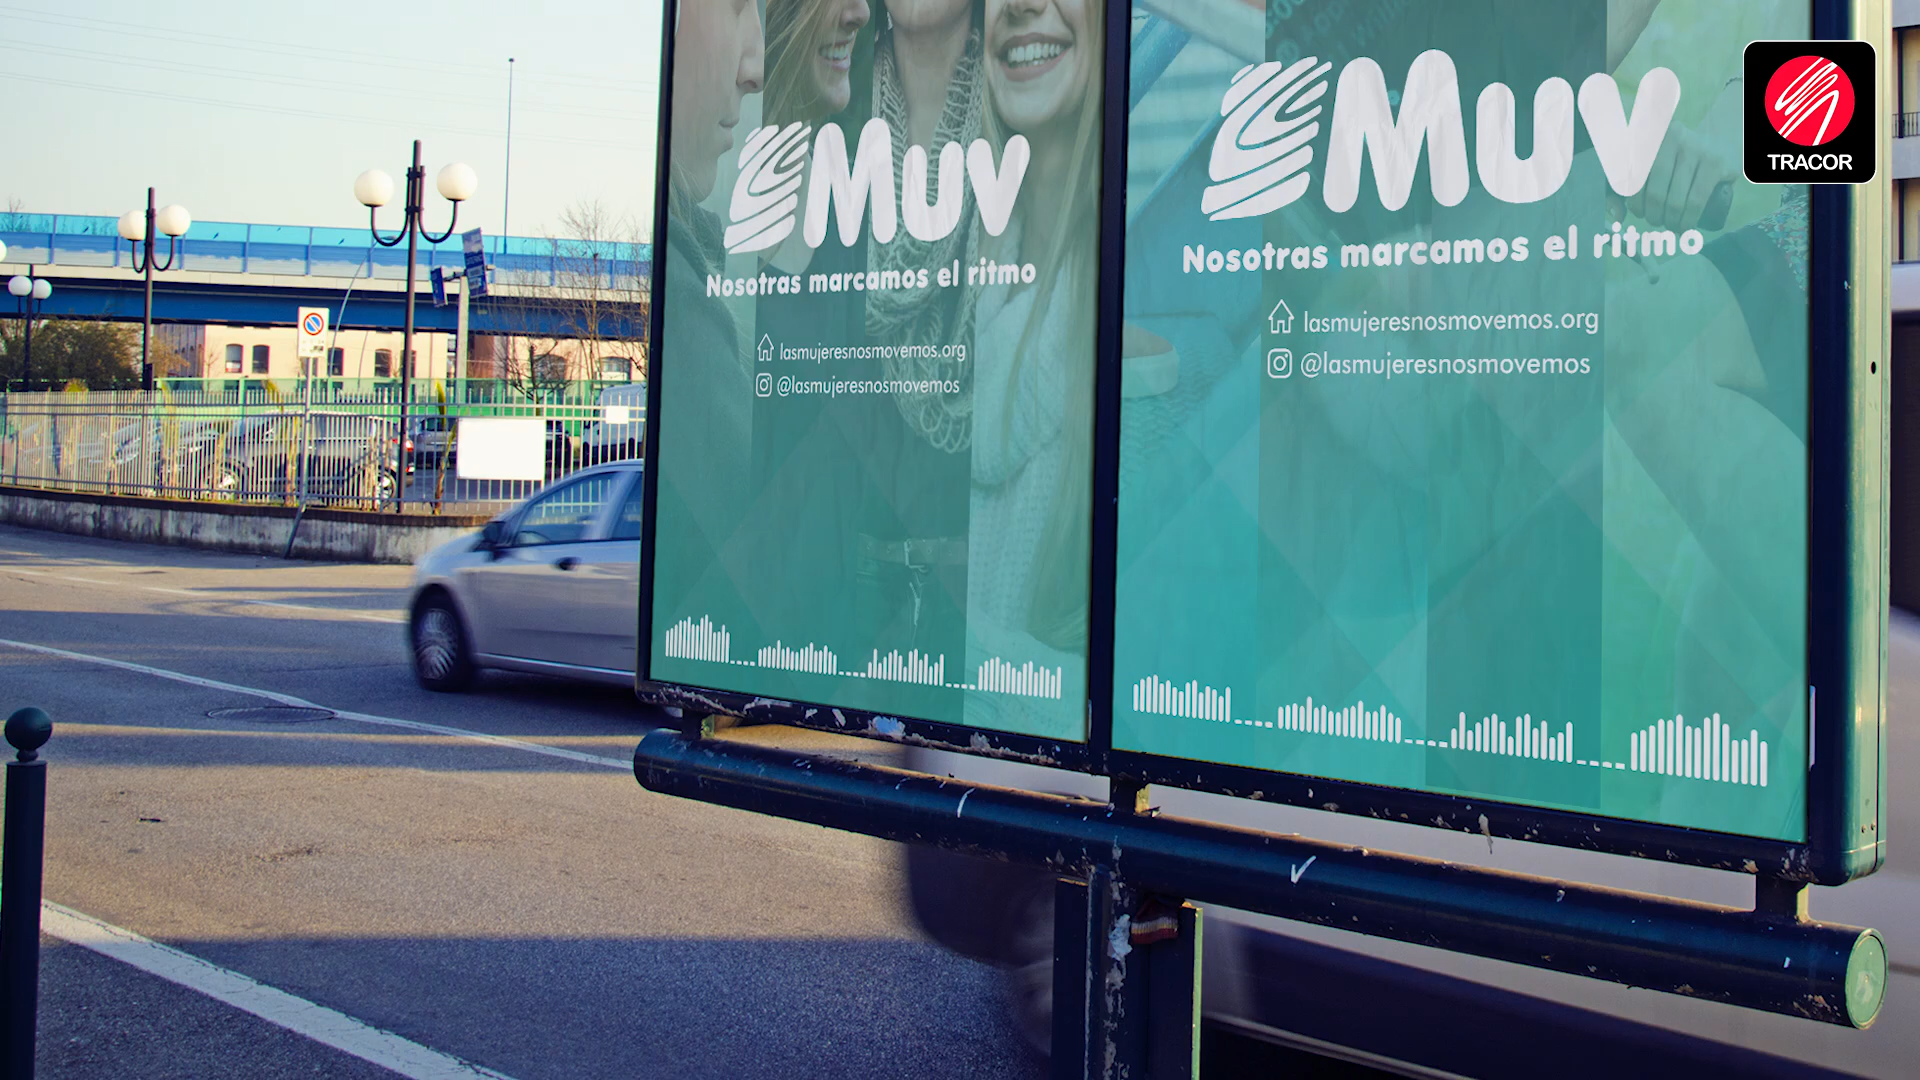 Muv
Nosotras marcamos el ritmo
lasmujeresnosmovemos.org
@lasmujeresnosmovemos
Muv
Nosotras marcamos el ritmo
lasmujeresnosmovemos.org
@lasmujeresnosmovemos
TRACOR